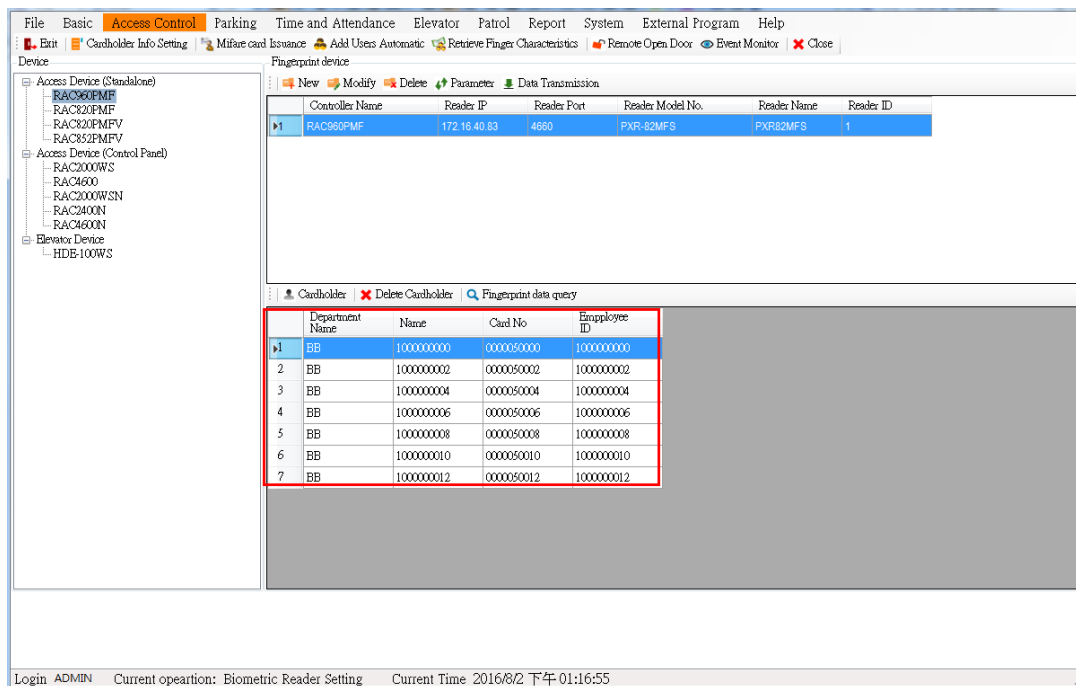 File Basic Access Control Parking Time and Attendance Elevator Patrol Report System External Program Help
Exit Cardholder Info Setting Mifare card Issuance Add Users Automatic Retrieve Finger Characteristics Remote Open Door Event Monitor Close
Device
Access Device (Standalone)
RAC960PMF
RAC820PMF
RAC820PMFV
RAC852PMFV
Access Device (Control Panel)
RAC2000WS
RAC4600
RAC2000WSN
RAC2400N
RAC4600N
Elevator Device
HDE-100WS
Fingerprint device
New Modify Delete Parameter Data Transmission
Controller Name Reader IP Reader Port Reader Model No. Reader Name Reader ID
1 RAC960PMF 172.16.40.83 4660 PXR-82MFS PXR82MFS 1
Cardholder Delete Cardholder Fingerprint data query
Department Name Name Card No Empployee ID
1 BB 1000000000 0000050000 1000000000
2 BB 1000000002 0000050002 1000000002
3 BB 1000000004 0000050004 1000000004
4 BB 1000000006 0000050006 1000000006
5 BB 1000000008 0000050008 1000000008
6 BB 1000000010 0000050010 1000000010
7 BB 1000000012 0000050012 1000000012
Login ADMIN Current opeartion: Biometric Reader Setting Current Time 2016/8/2 下午 01:16:55